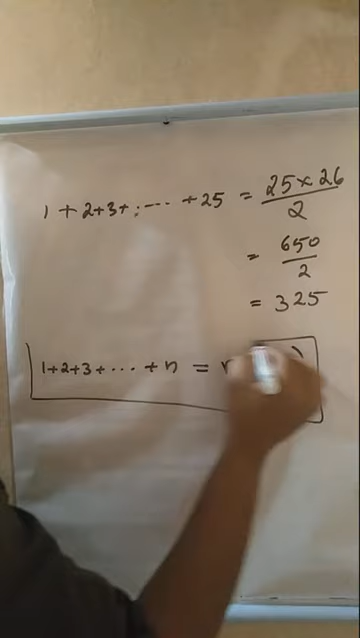 1+2+3+:---- +25 = 25×26/2
= 650/2
= 325
1+2+3+...+n =